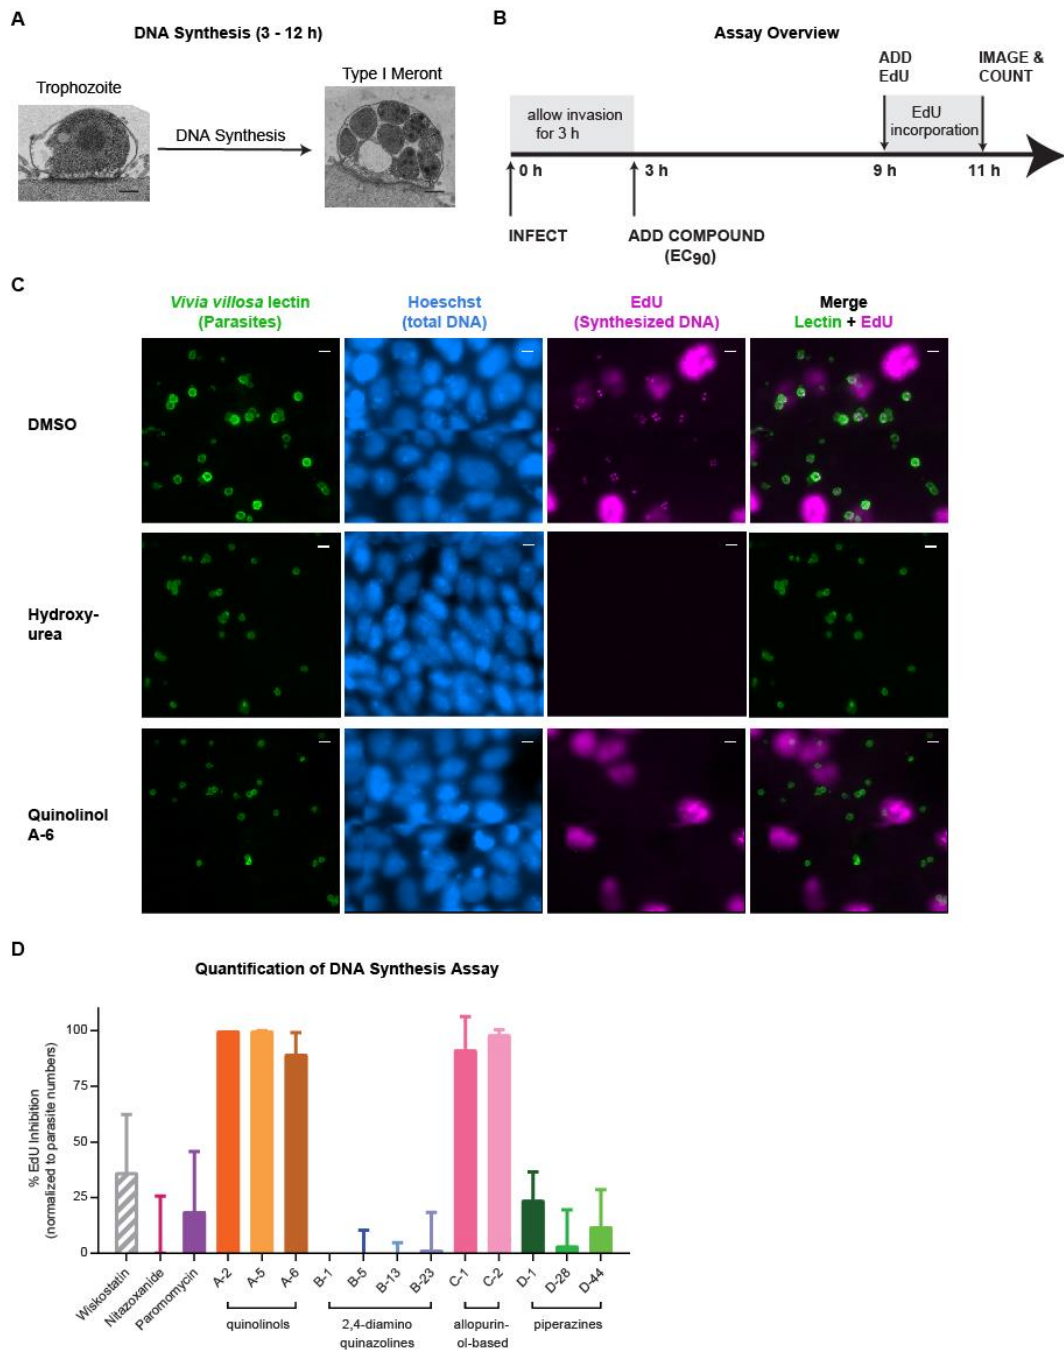 A
DNA Synthesis (3 - 12 h)
Trophozoite
DNA Synthesis
Type I Meront
B
Assay Overview
ADD
EdU
IMAGE &
COUNT
allow invasion
for 3 h
EdU
incorporation
0 h
3 h
9 h
11 h
INFECT
ADD COMPOUND
(EC90)
C
Vivia villosa lectin
(Parasites)
Hoeschst
(total DNA)
EdU
(Synthesized DNA)
Merge
Lectin + EdU
DMSO
Hydroxy-
urea
Quinolinol
A-6
D
Quantification of DNA Synthesis Assay
% EdU Inhibition
(normalized to parasite numbers)
100
75
50
25
0
Wiskostatin
Nitazoxanide
Paromomycin
A-2
A-5
A-6
B-1
B-5
B-13
B-23
C-1
C-2
D-1
D-28
D-44
quinolinols
2,4-diamino
quinazolines
allopurin-
ol-based
piperazines